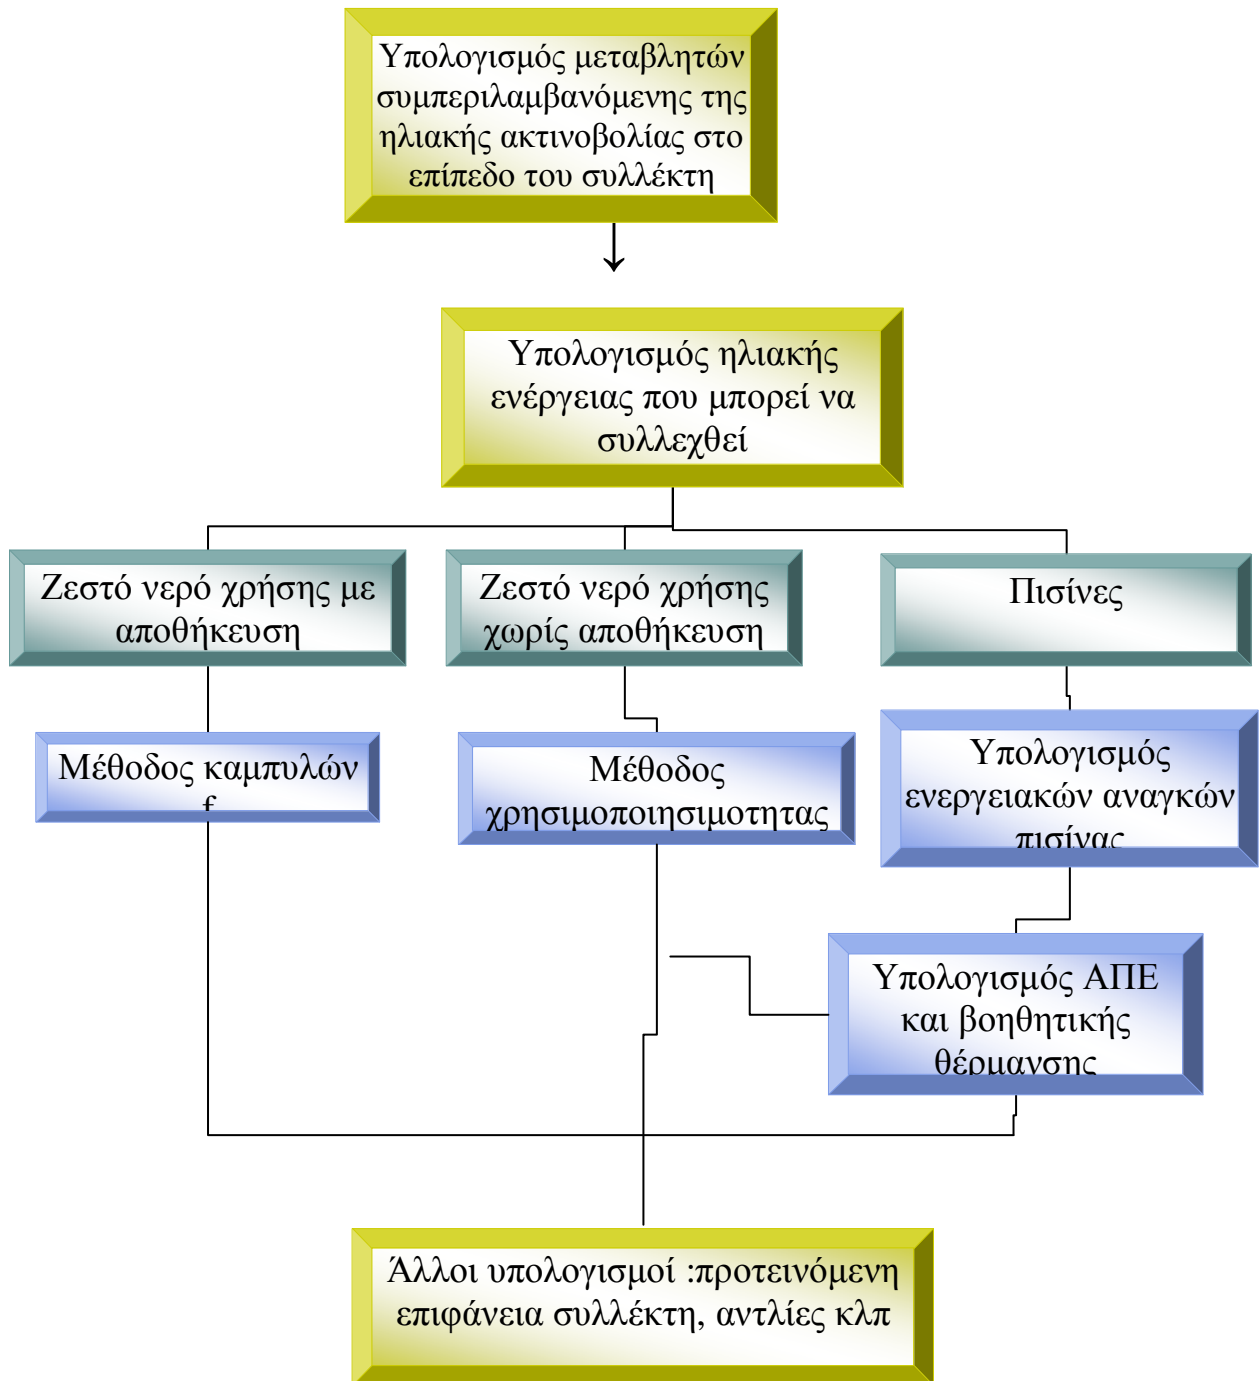 Υπολογισμός μεταβλητών
συμπεριλαμβανόμενης της
ηλιακής ακτινοβολίας στο
επίπεδο του συλλέκτη
Υπολογισμός ηλιακής
ενέργειας που μπορεί να
συλλεχθεί
Ζεστό νερό χρήσης με
αποθήκευση
Ζεστό νερό χρήσης
χωρίς αποθήκευση
Πισίνες
Μέθοδος καμπυλών
f
Μέθοδος
χρησιμοποιησιμοτητας
Υπολογισμός
ενεργειακών αναγκών
πισίνας
Υπολογισμός ΑΠΕ
και βοηθητικής
θέρμανσης
Άλλοι υπολογισμοί :προτεινόμενη
επιφάνεια συλλέκτη, αντλίες κλπ